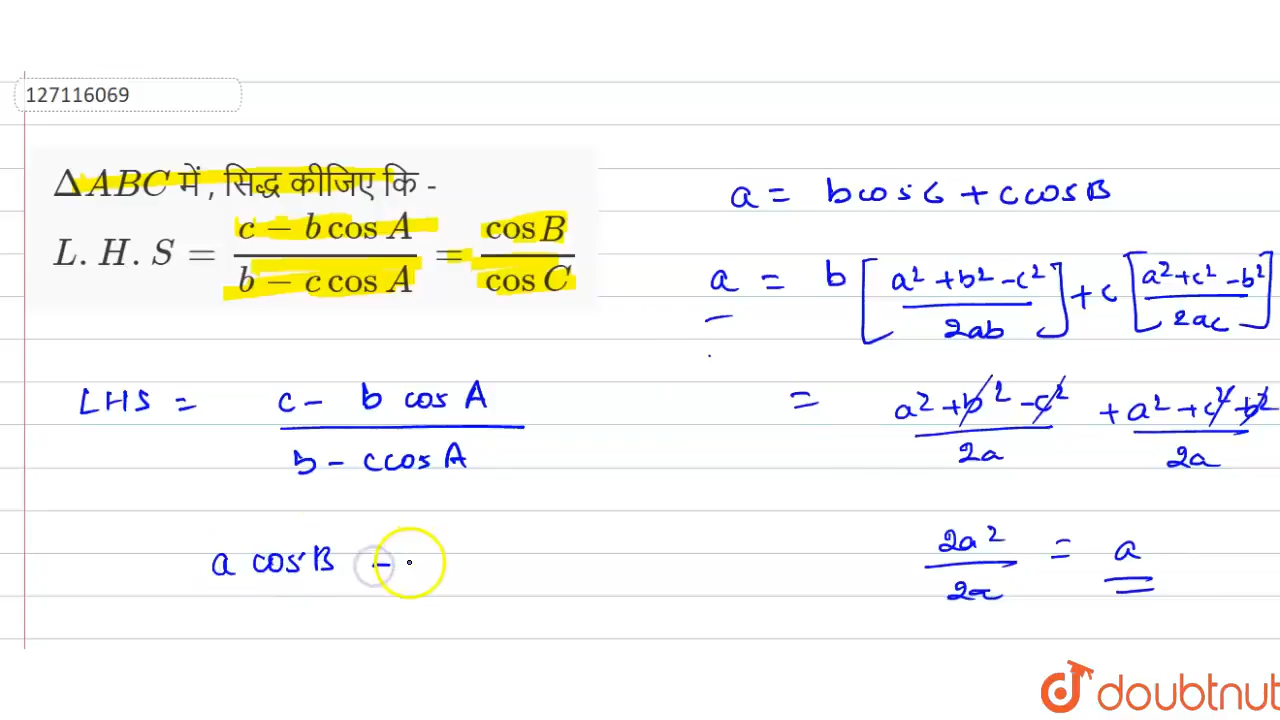 127116069
ΔABC में , सिद्ध कीजिए कि -
L. H. S = (c − b cos A)/(b − c cos A) = cos B/cos C
a = b cos C + c cos B
a = b [(a² + b² − c²)/2ab] + c [(a² + c² − b²)/2ac]
= (a² + b² − c²)/2a + (a² + c² − b²)/2a
2a²/2a = a
LHS = (c − b cos A)/(b − c cos A)
a cos B −
doubtnut